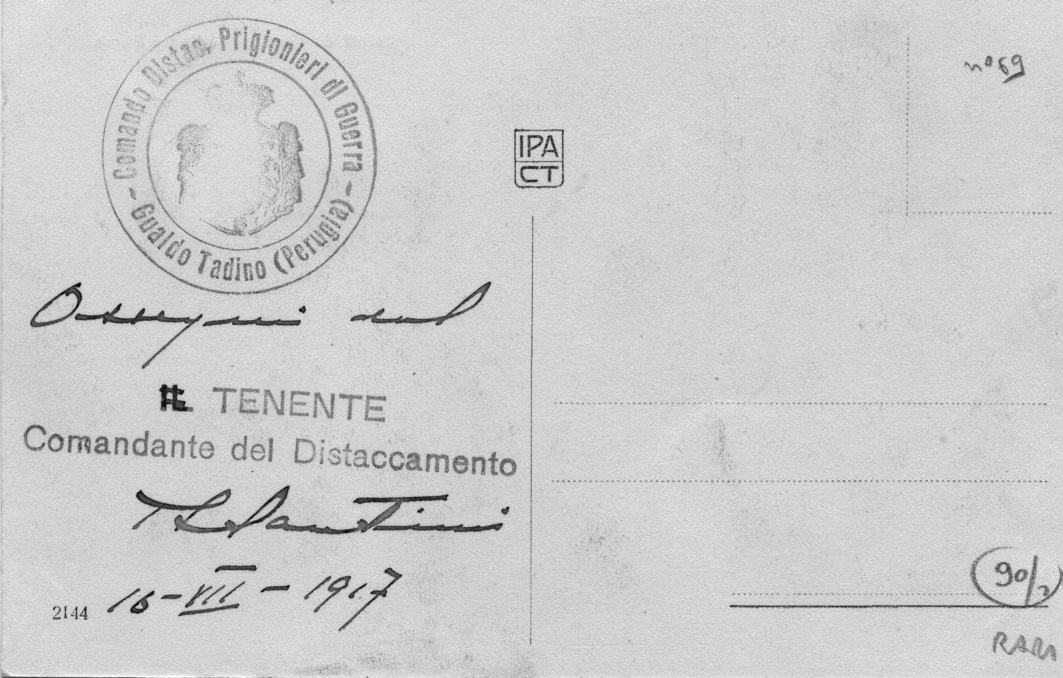 Comando Distac. Prigionieri di Guerra
- Gualdo Tadino (Perugia) -
Ossequi dal
TENENTE
Comandante del Distaccamento
16-VII-1917
2144
IPA
CT
n° 69
90/2
RARA